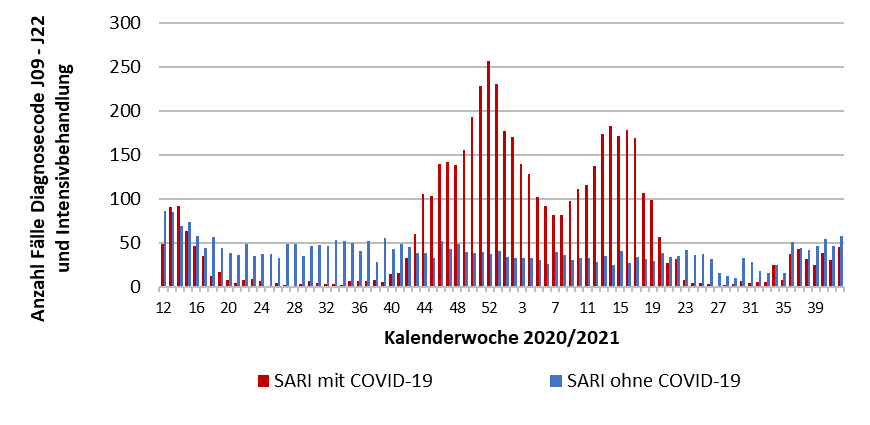 Anzahl Fälle Diagnosecode J09 - J22
und Intensivbehandlung
300
250
200
150
100
50
0
12 16 20 24 28 32 36 40 44 48 52 3 7 11 15 19 23 27 31 35 39
Kalenderwoche 2020/2021
SARI mit COVID-19 SARI ohne COVID-19